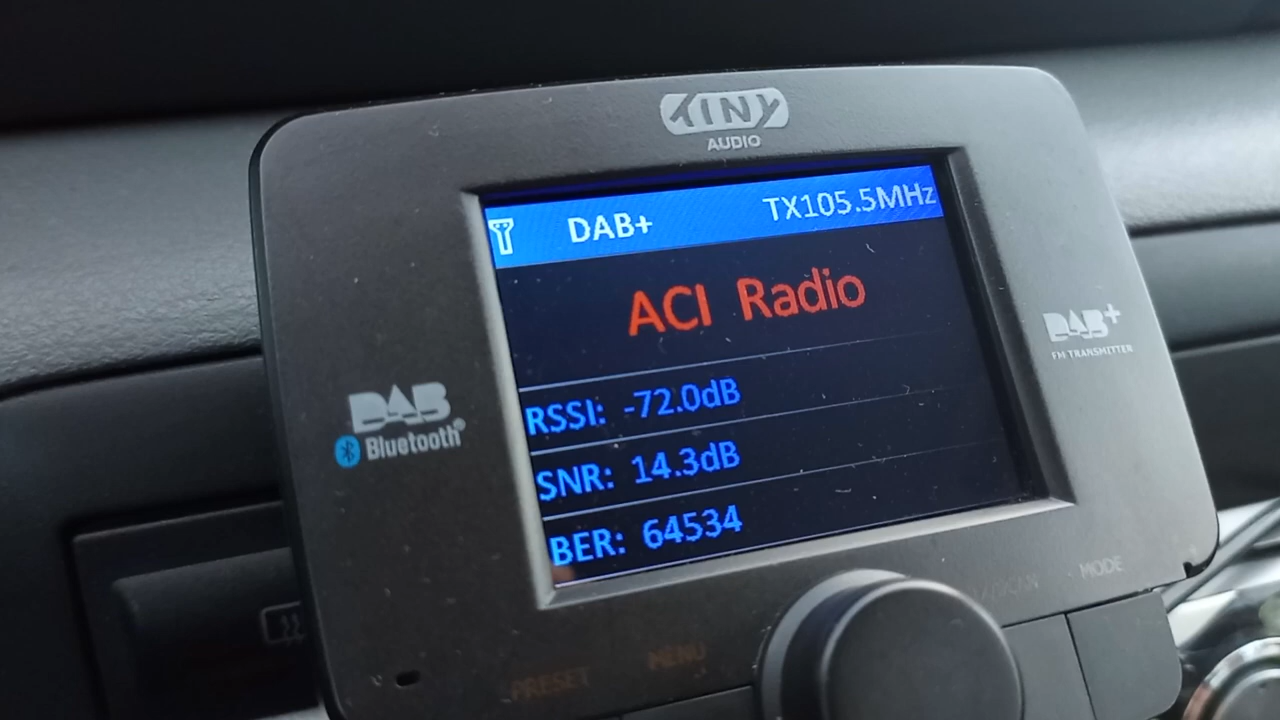 TINY
AUDIO
DAB+ TX105.5MHz
ACI Radio
RSSI: -72.0dB
SNR: 14.3dB
BER: 64534
DAB
Bluetooth®
DAB+
FM TRANSMITTER
PRESET
MENU
MODE